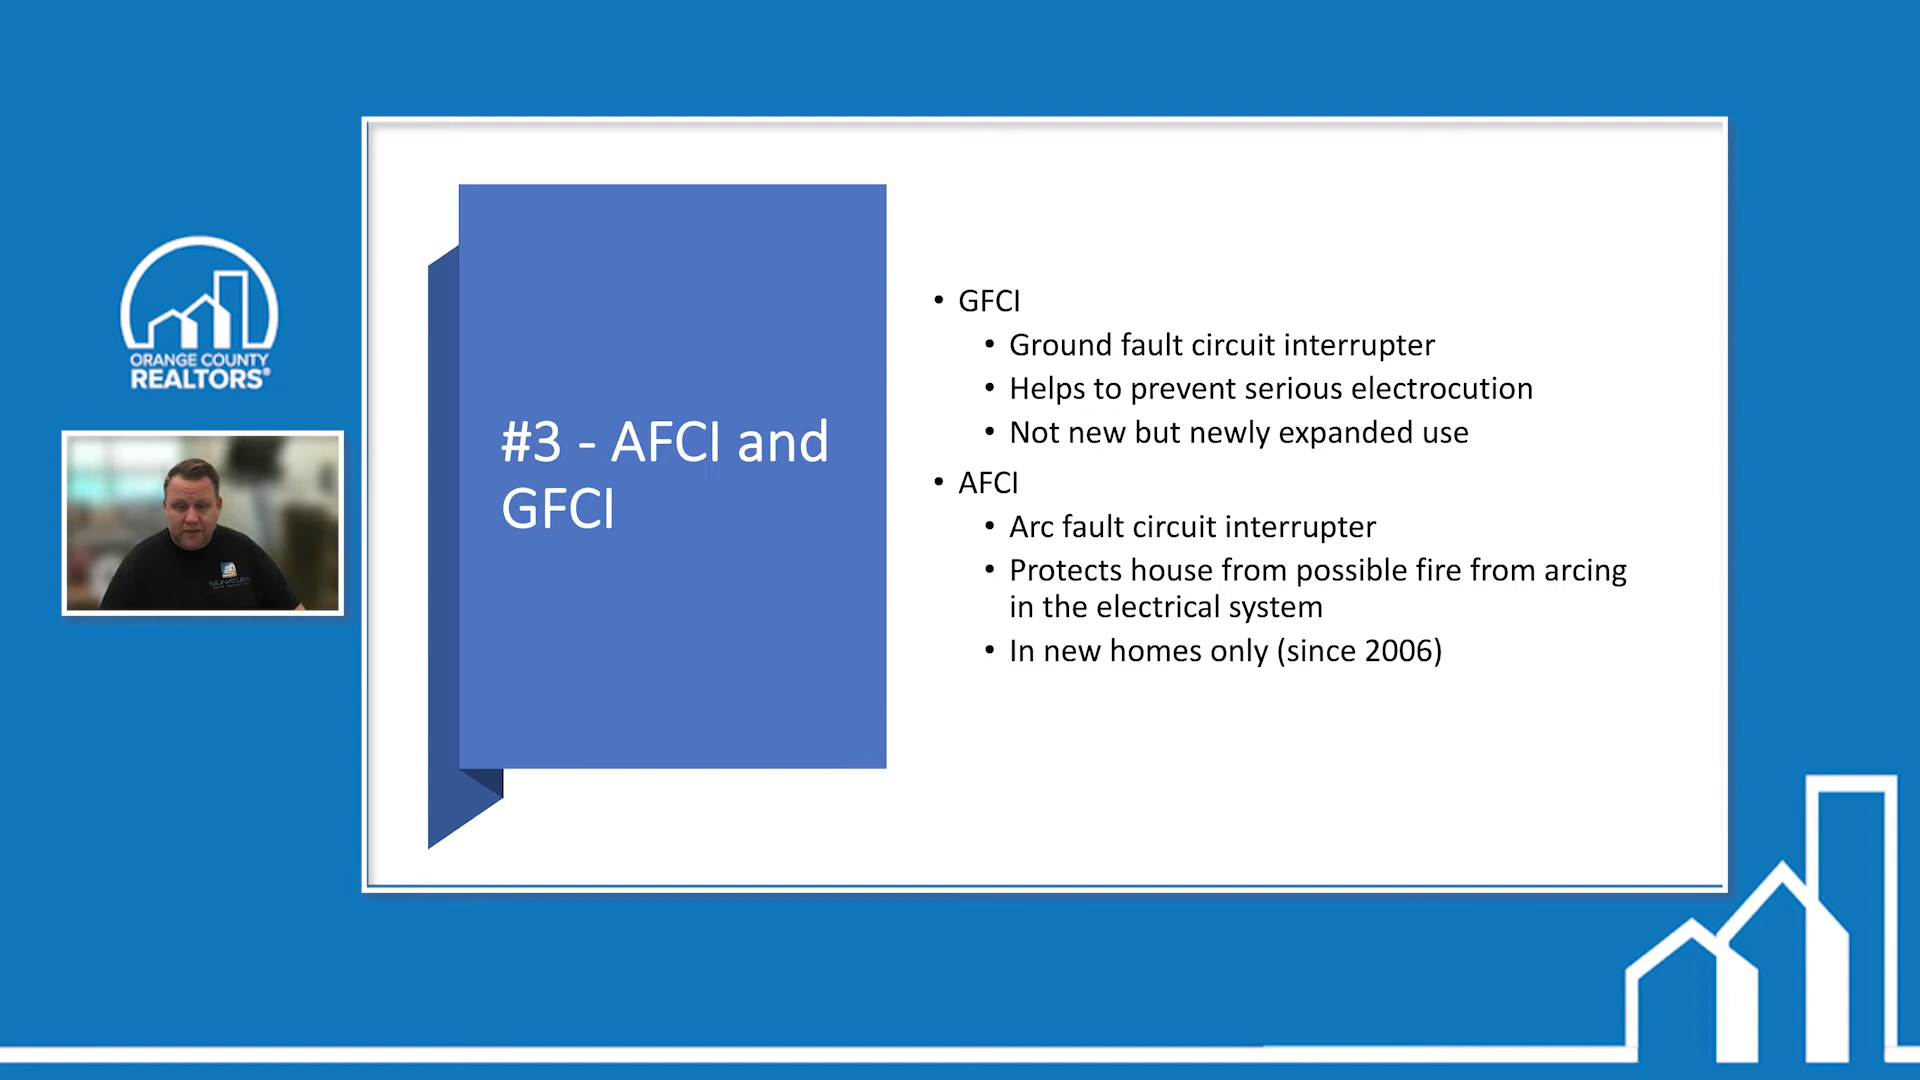 ORANGE COUNTY
REALTORS®
#3 - AFCI and
GFCI
• GFCI
• Ground fault circuit interrupter
• Helps to prevent serious electrocution
• Not new but newly expanded use
• AFCI
• Arc fault circuit interrupter
• Protects house from possible fire from arcing
in the electrical system
• In new homes only (since 2006)
SIGNATURE